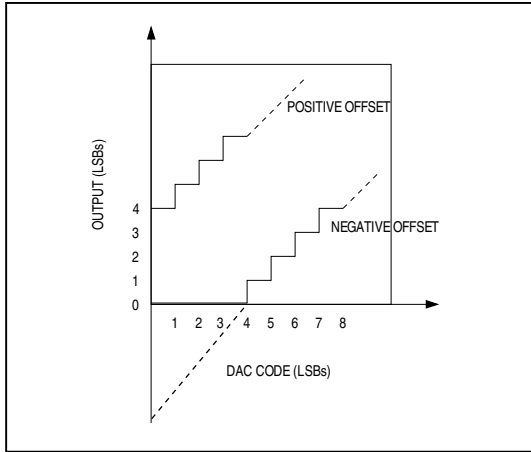 POSITIVE OFFSET
OUTPUT (LSBs)
4
3
2
1
0
NEGATIVE OFFSET
1 2 3 4 5 6 7 8
DAC CODE (LSBs)